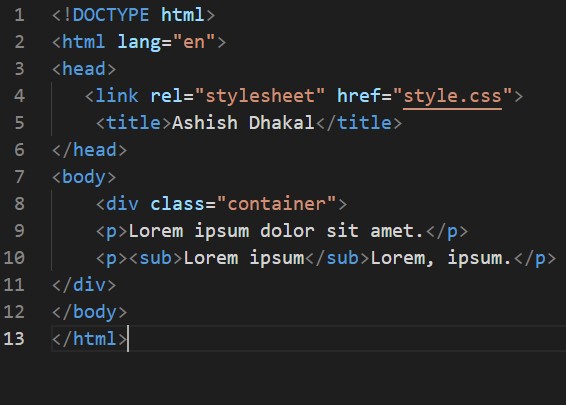 1 <!DOCTYPE html>
2 <html lang="en">
3 <head>
4    <link rel="stylesheet" href="style.css">
5     <title>Ashish Dhakal</title>
6 </head>
7 <body>
8     <div class="container">
9     <p>Lorem ipsum dolor sit amet.</p>
10     <p><sub>Lorem ipsum</sub>Lorem, ipsum.</p>
11 </div>
12 </body>
13 </html>